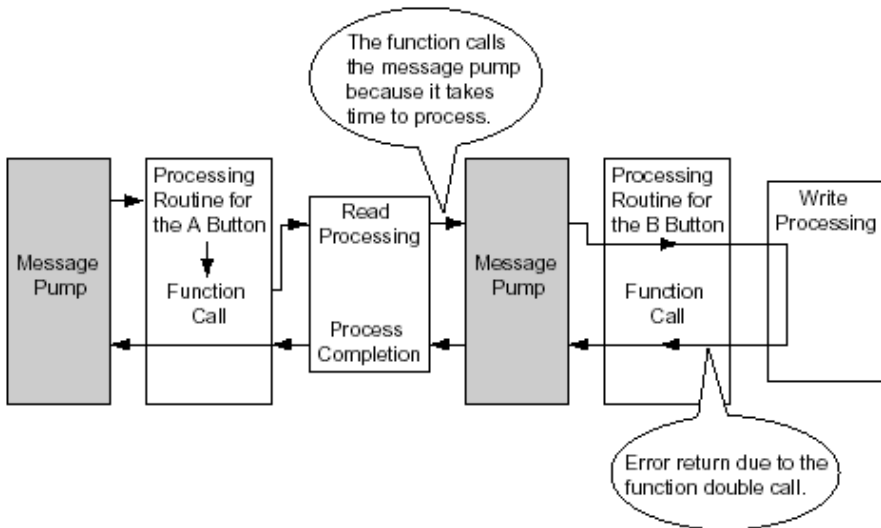 The function calls
the message pump
because it takes
time to process.
Message
Pump
Processing
Routine for
the A Button
Function
Call
Read
Processing
Process
Completion
Message
Pump
Processing
Routine for
the B Button
Function
Call
Write
Processing
Error return due to the
function double call.